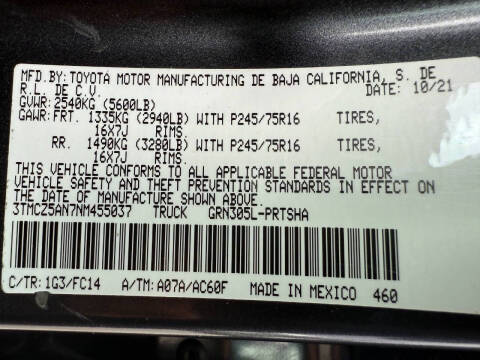 MFD. BY: TOYOTA MOTOR MANUFACTURING DE BAJA CALIFORNIA, S. DE
R.L. DE C.V. DATE: 10/21
GVWR: 2540KG (5600LB)
GAWR: FRT. 1335KG (2940LB) WITH P245/75R16 TIRES,
16X7J RIMS.
RR. 1490KG (3280LB) WITH P245/75R16 TIRES,
16X7J RIMS.
THIS VEHICLE CONFORMS TO ALL APPLICABLE FEDERAL MOTOR
VEHICLE SAFETY AND THEFT PREVENTION STANDARDS IN EFFECT ON
THE DATE OF MANUFACTURE SHOWN ABOVE.
3TMCZ5AN7NM455037 TRUCK GRN305L-PRTSHA
C/TR: 1G3/FC14 A/TM: A07A/AC60F MADE IN MEXICO 460